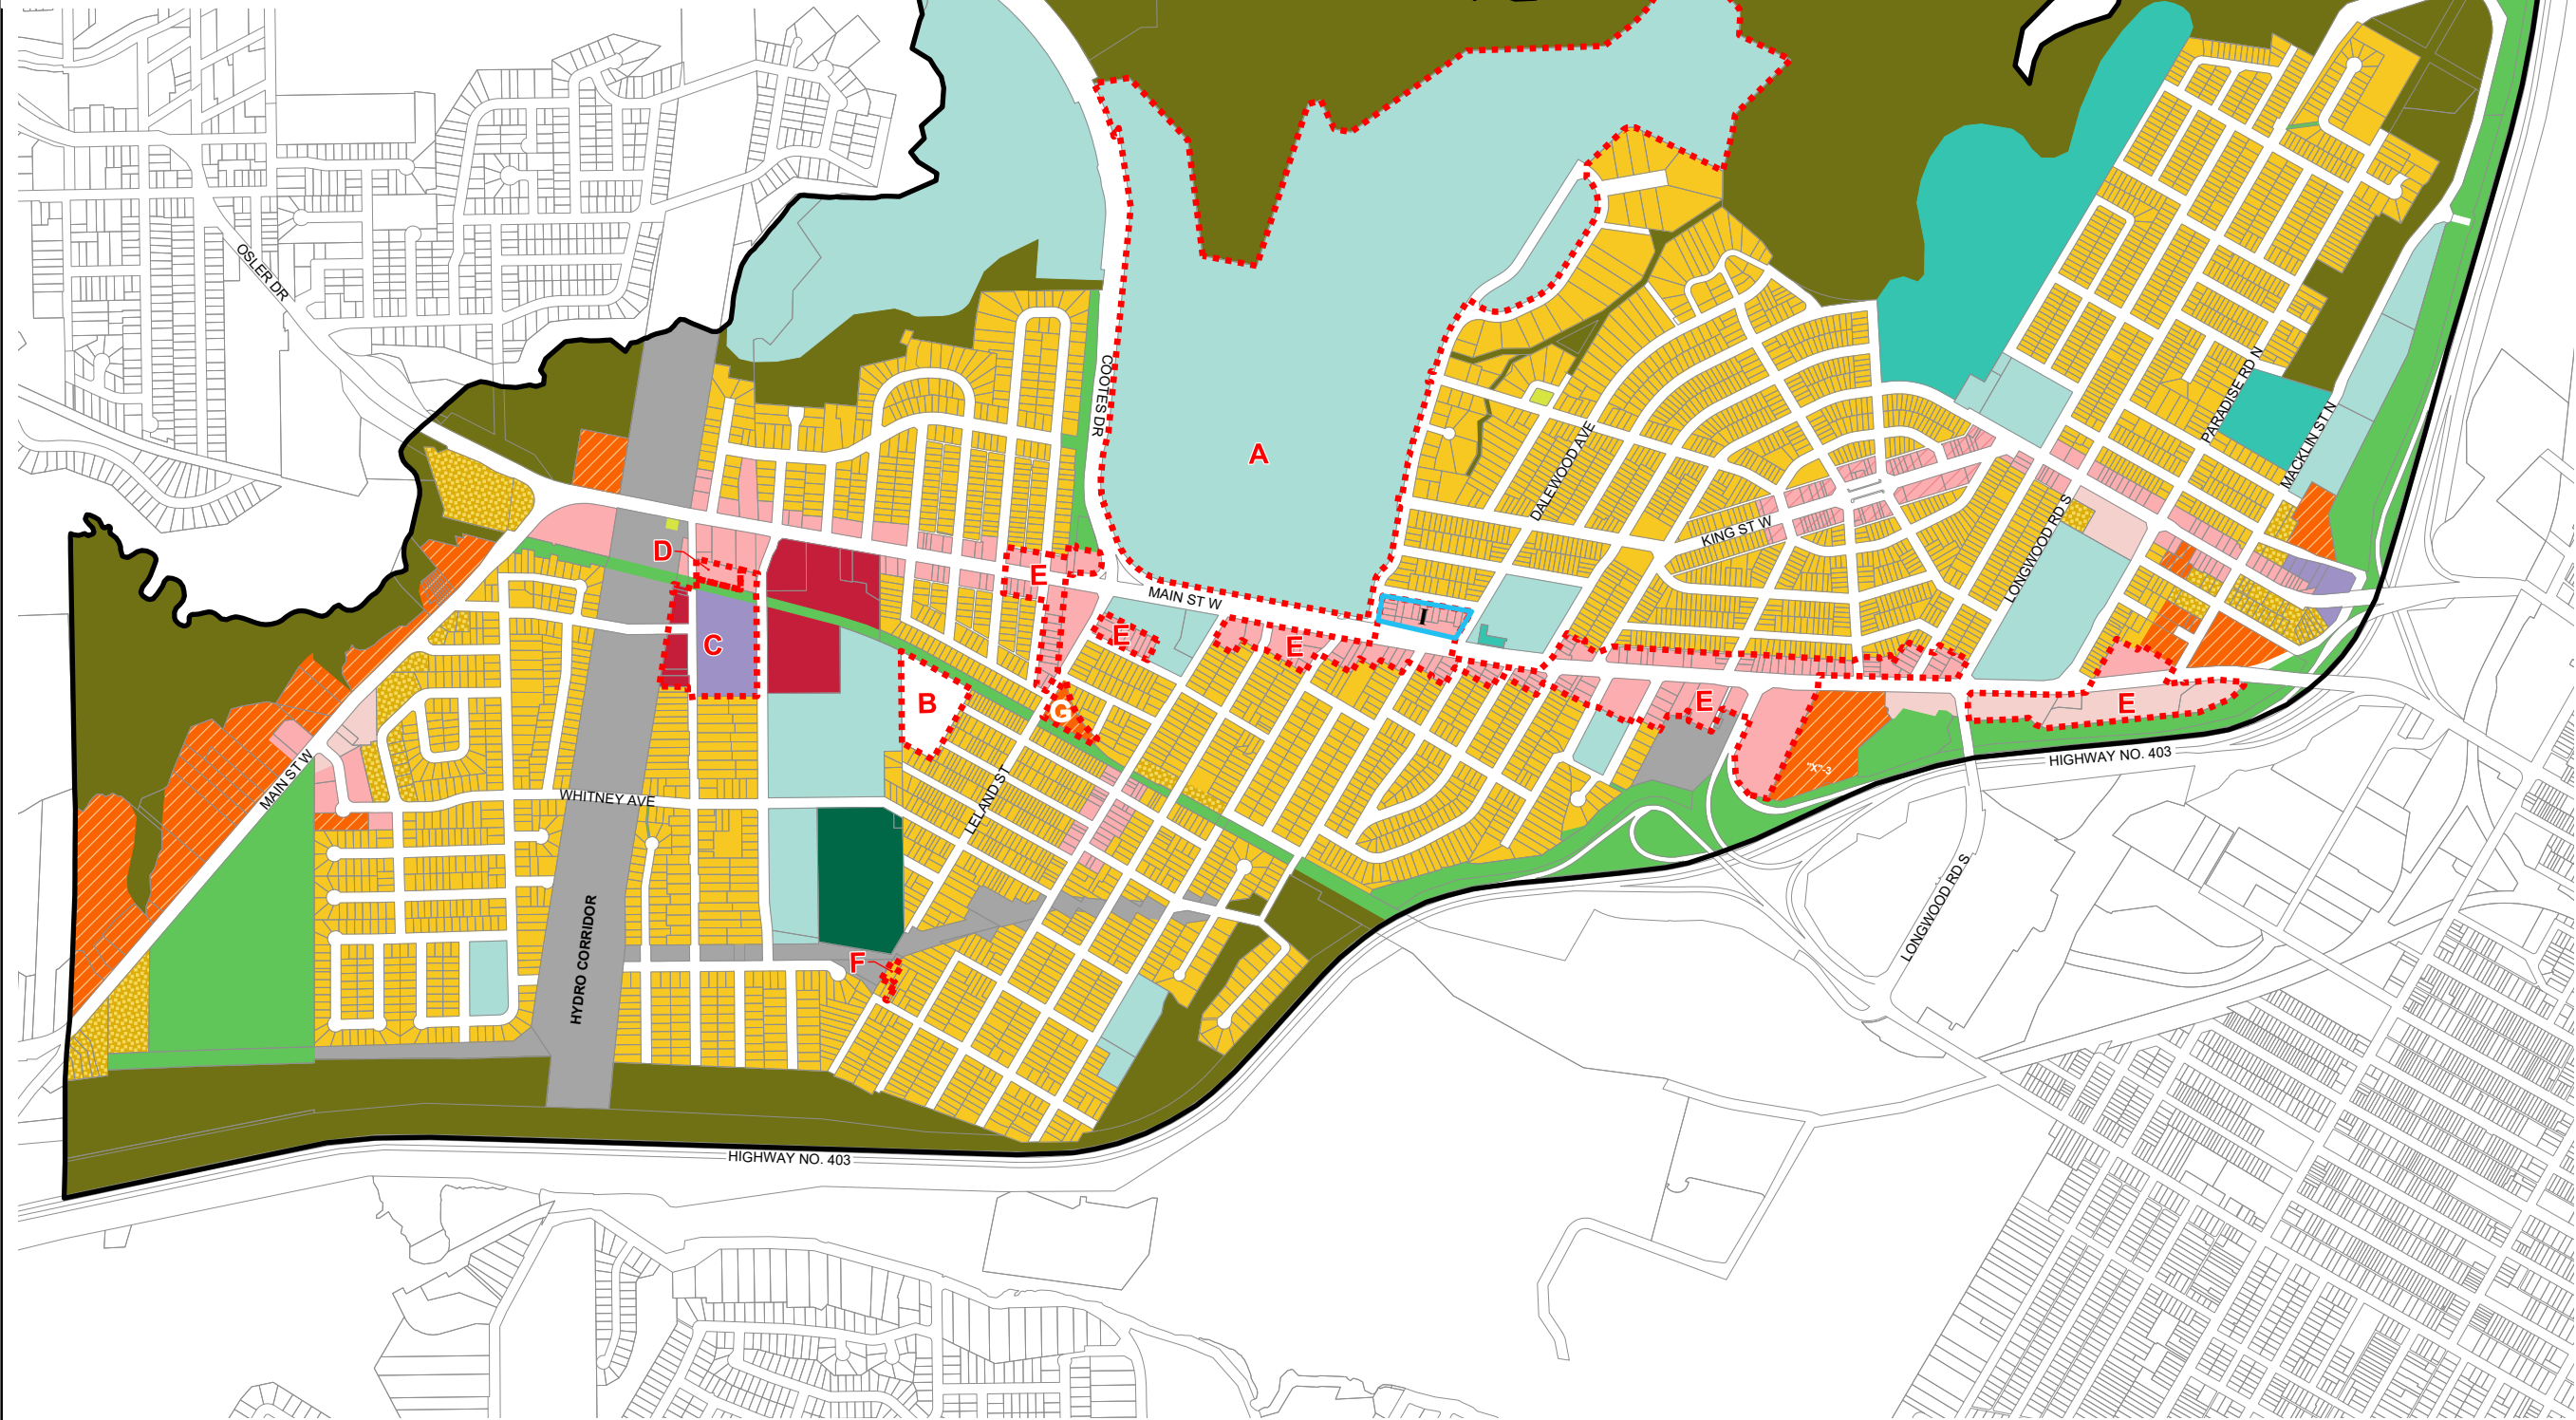 OSLER DR
COOTES DR
A
DALEWOOD AVE
PARADISE RD N
MACKLIN ST N
KING ST W
LONGWOOD RD S
D
E
MAIN ST W
I
C
E
E
B
G
E
E
MAIN ST W
WHITNEY AVE
LELAND ST
"X"-3
HIGHWAY NO. 403
LONGWOOD RD S
HYDRO CORRIDOR
F
HIGHWAY NO. 403